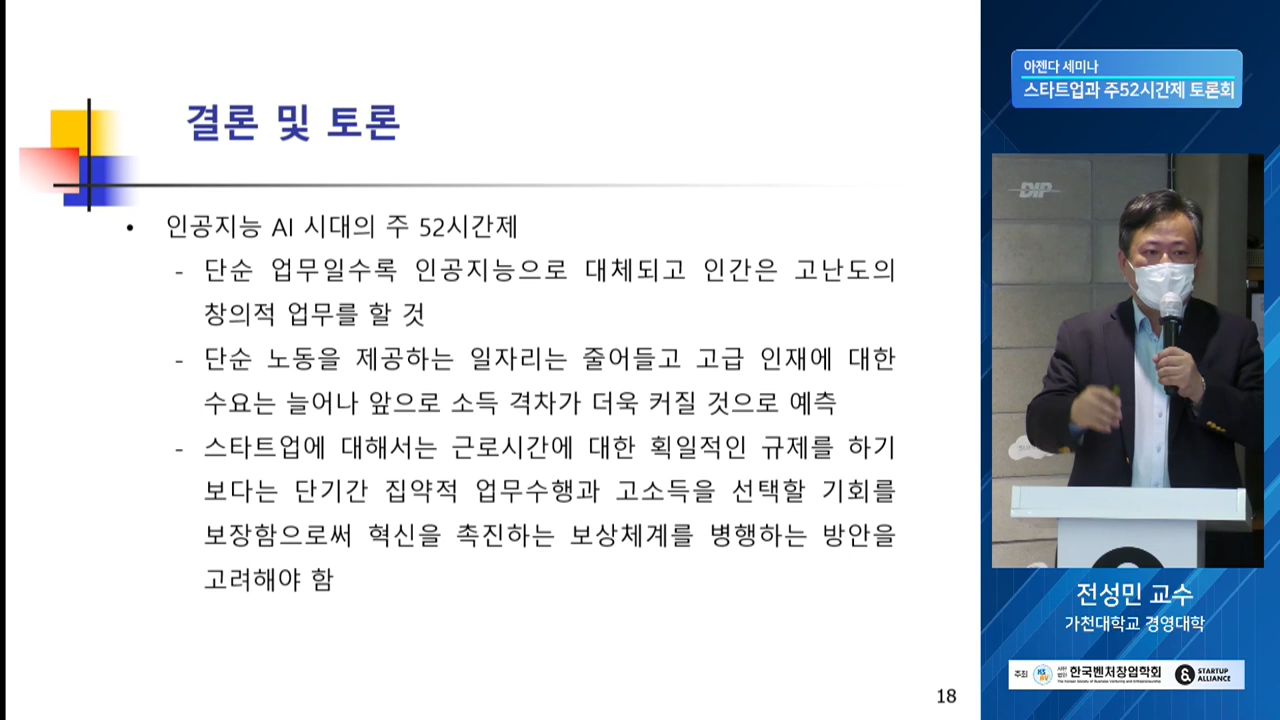 결론 및 토론
• 인공지능 AI 시대의 주 52시간제
- 단순 업무일수록 인공지능으로 대체되고 인간은 고난도의
창의적 업무를 할 것
- 단순 노동을 제공하는 일자리는 줄어들고 고급 인재에 대한
수요는 늘어나 앞으로 소득 격차가 더욱 커질 것으로 예측
- 스타트업에 대해서는 근로시간에 대한 획일적인 규제를 하기
보다는 단기간 집약적 업무수행과 고소득을 선택할 기회를
보장함으로써 혁신을 촉진하는 보상체계를 병행하는 방안을
고려해야 함
18
아젠다 세미나
스타트업과 주52시간제 토론회
DIP
전성민 교수
가천대학교 경영대학
주최
사단법인
한국벤처창업학회
STARTUP
ALLIANCE